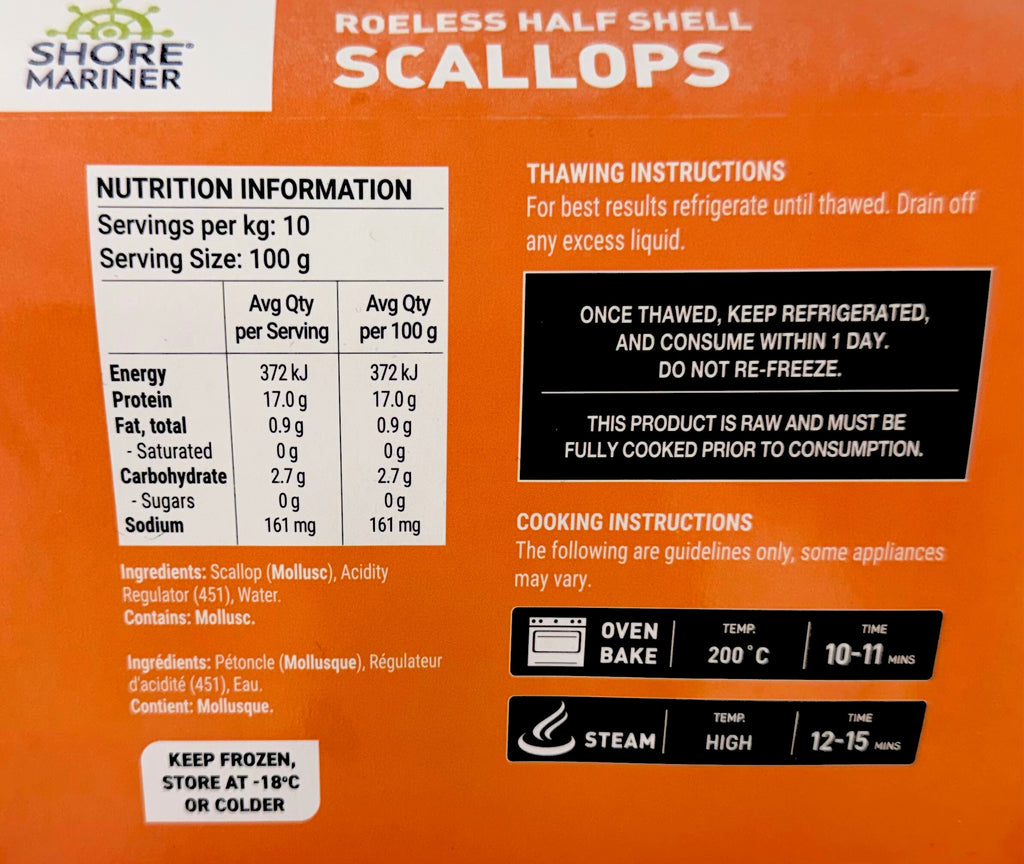 SHORE®
MARINER
ROELESS HALF SHELL
SCALLOPS
NUTRITION INFORMATION
Servings per kg: 10
Serving Size: 100 g
Avg Qty per Serving Avg Qty per 100 g
Energy 372 kJ 372 kJ
Protein 17.0 g 17.0 g
Fat, total 0.9 g 0.9 g
- Saturated 0 g 0 g
Carbohydrate 2.7 g 2.7 g
- Sugars 0 g 0 g
Sodium 161 mg 161 mg
Ingredients: Scallop (Mollusc), Acidity
Regulator (451), Water.
Contains: Mollusc.
Ingrédients: Pétoncle (Mollusque), Régulateur
d'acidité (451), Eau.
Contient: Mollusque.
KEEP FROZEN,
STORE AT -18°C
OR COLDER
THAWING INSTRUCTIONS
For best results refrigerate until thawed. Drain off
any excess liquid.
ONCE THAWED, KEEP REFRIGERATED,
AND CONSUME WITHIN 1 DAY.
DO NOT RE-FREEZE.
THIS PRODUCT IS RAW AND MUST BE
FULLY COOKED PRIOR TO CONSUMPTION.
COOKING INSTRUCTIONS
The following are guidelines only, some appliances
may vary.
OVEN BAKE TEMP. 200°C TIME 10-11 MINS
STEAM TEMP. HIGH TIME 12-15 MINS